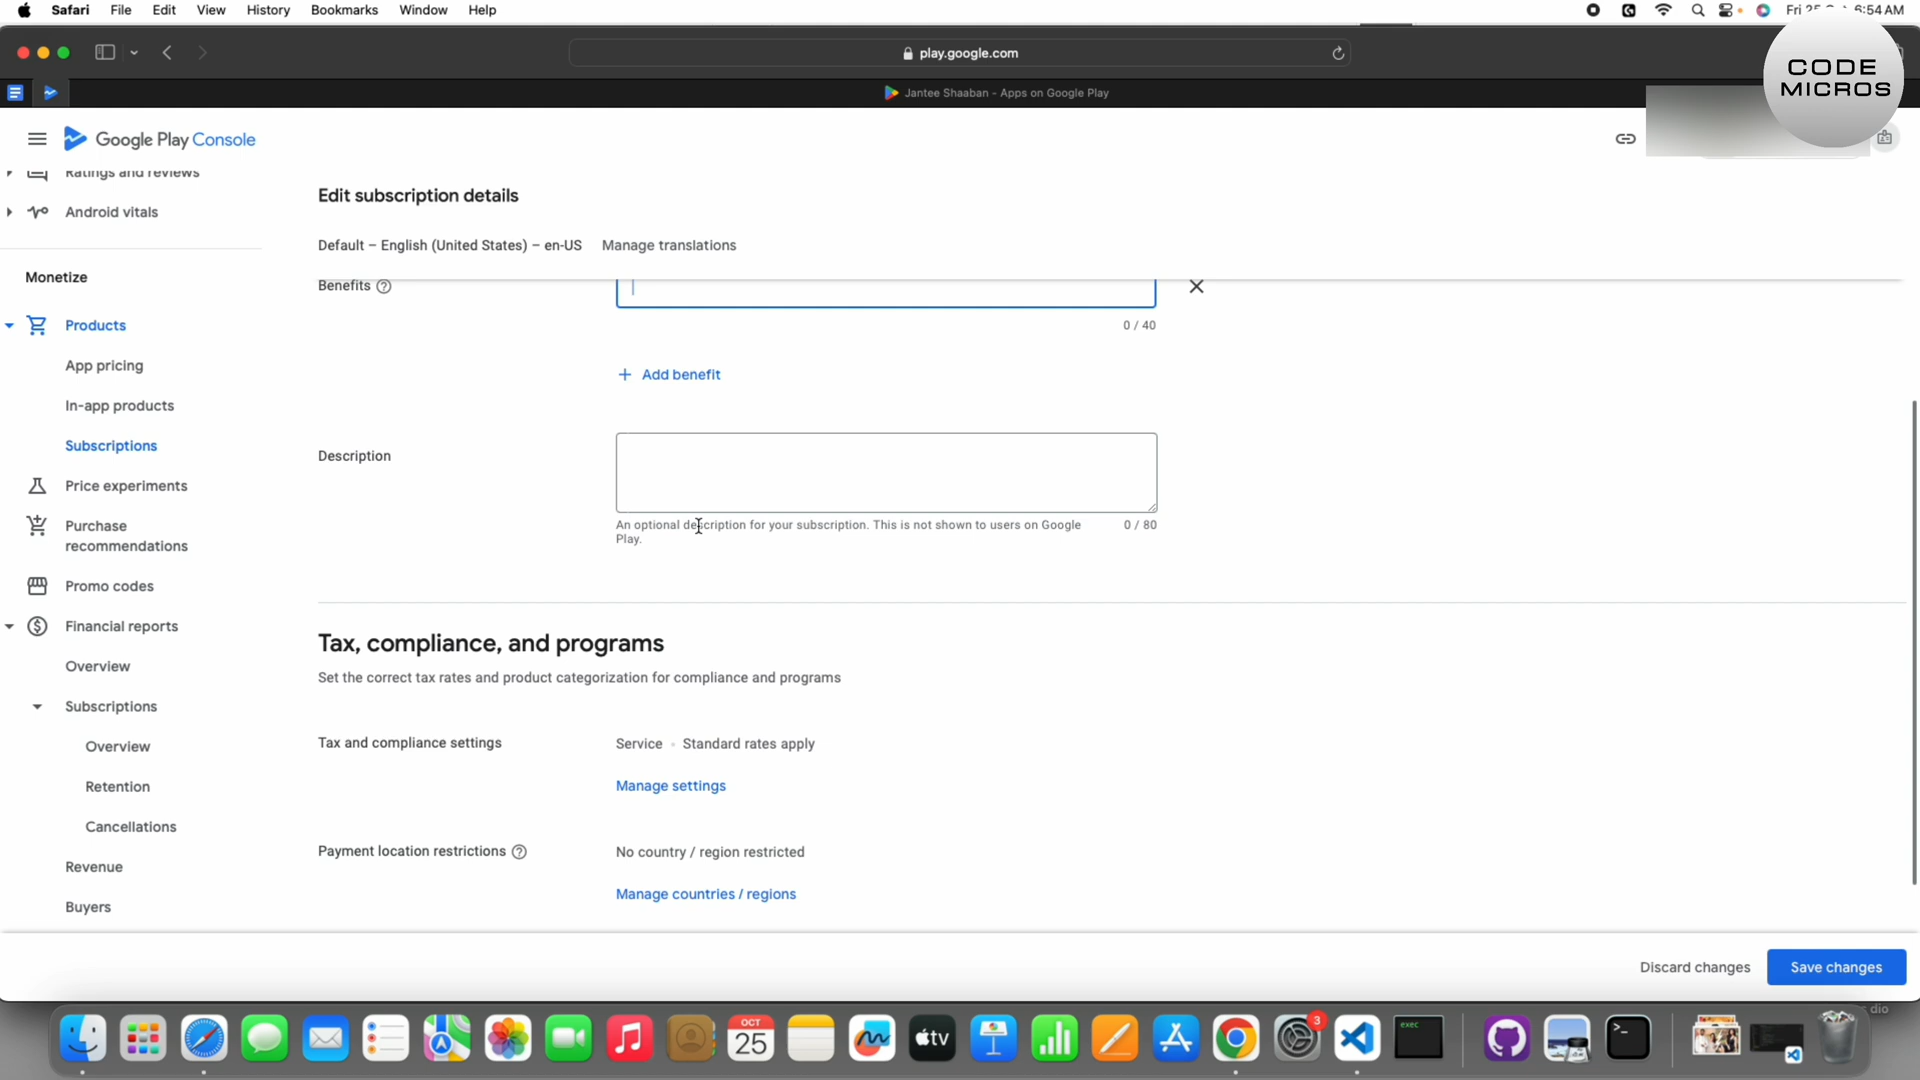 Safari File Edit View History Bookmarks Window Help
6:54 AM
play.google.com
CODE
MICROS
Jantee Shaaban - Apps on Google Play
Google Play Console
Ratings and reviews
Android vitals
Monetize
Products
App pricing
In-app products
Subscriptions
Price experiments
Purchase
recommendations
Promo codes
Financial reports
Overview
Subscriptions
Overview
Retention
Cancellations
Revenue
Buyers
Edit subscription details
Default – English (United States) – en-US Manage translations
Benefits
0 / 40
+ Add benefit
Description
An optional description for your subscription. This is not shown to users on Google
Play.
0 / 80
Tax, compliance, and programs
Set the correct tax rates and product categorization for compliance and programs
Tax and compliance settings
Service • Standard rates apply
Manage settings
Payment location restrictions
No country / region restricted
Manage countries / regions
Discard changes Save changes
OCT
25
tv
exec
3